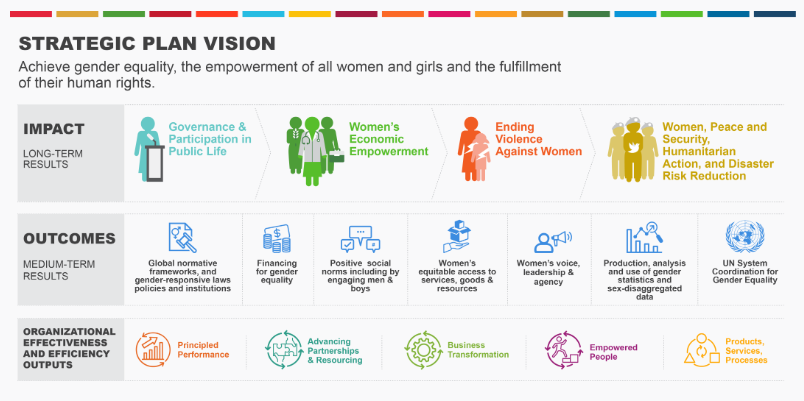 STRATEGIC PLAN VISION
Achieve gender equality, the empowerment of all women and girls and the fulfillment
of their human rights.
IMPACT
LONG-TERM
RESULTS
Governance &
Participation in
Public Life
Women's
Economic
Empowerment
Ending
Violence
Against Women
Women, Peace and
Security,
Humanitarian
Action, and Disaster
Risk Reduction
OUTCOMES
MEDIUM-TERM
RESULTS
Global normative
frameworks, and
gender-responsive laws
policies and institutions
Financing
for gender
equality
Positive social
norms including by
engaging men &
boys
Women's
equitable access to
services, goods &
resources
Women's voice,
leadership &
agency
Production, analysis
and use of gender
statistics and
sex-disaggregated
data
UN System
Coordination for
Gender Equality
ORGANIZATIONAL
EFFECTIVENESS
AND EFFICIENCY
OUTPUTS
Principled
Performance
Advancing
Partnerships
& Resourcing
Business
Transformation
Empowered
People
Products,
Services,
Processes